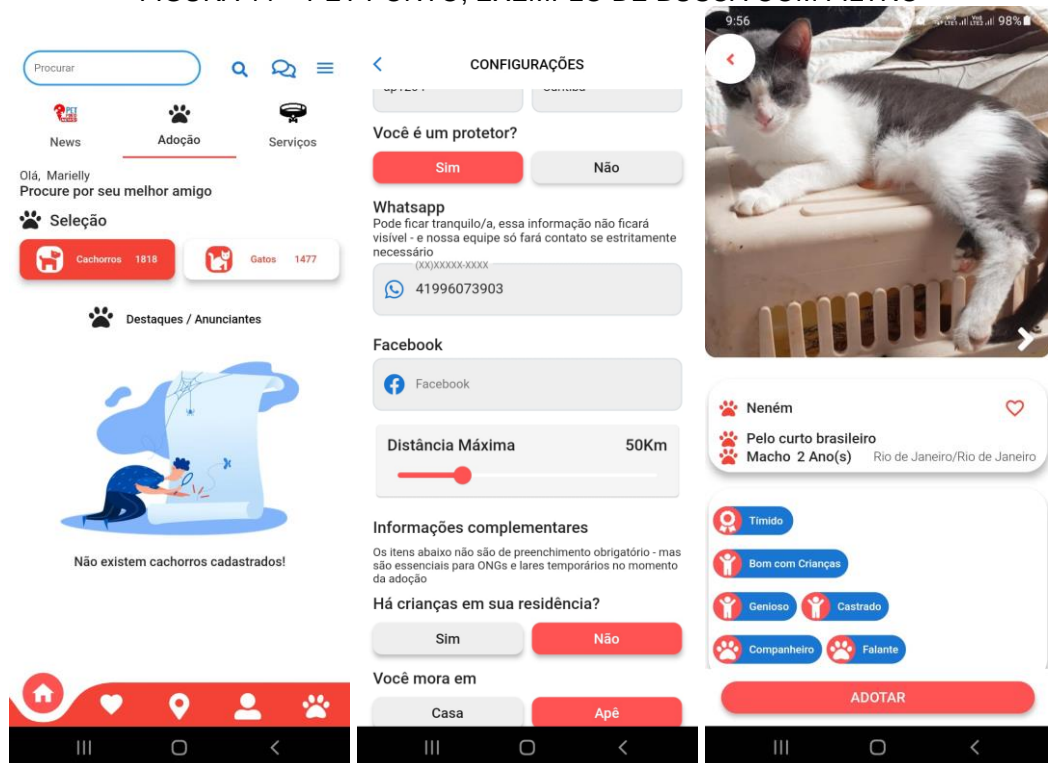 Procurar
PET
NEWS
News
Adoção
Serviços
Olá, Marielly
Procure por seu melhor amigo
Seleção
Cachorros 1818
Gatos 1477
Destaques / Anunciantes
Não existem cachorros cadastrados!
CONFIGURAÇÕES
Você é um protetor?
Sim
Não
Whatsapp
Pode ficar tranquilo/a, essa informação não ficará
visível - e nossa equipe só fará contato se estritamente
necessário
(XX)XXXXX-XXXX
41996073903
Facebook
Facebook
Distância Máxima 50Km
Informações complementares
Os itens abaixo não são de preenchimento obrigatório - mas
são essenciais para ONGs e lares temporários no momento
da adoção
Há crianças em sua residência?
Sim
Não
Você mora em
Casa
Apê
9:56
98%
Neném
Pelo curto brasileiro
Macho 2 Ano(s) Rio de Janeiro/Rio de Janeiro
Tímido
Bom com Crianças
Genioso
Castrado
Companheiro
Falante
ADOTAR